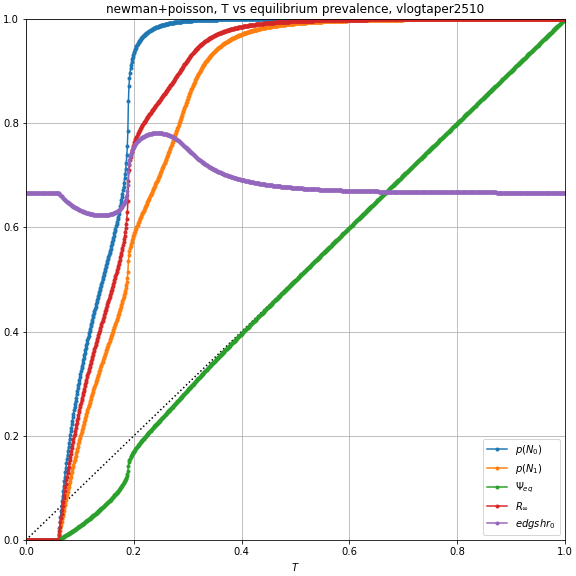 newman+poisson, T vs equilibrium prevalence, vlogtaper2510
1.0
0.8
0.6
0.4
0.2
0.0
p(N₀)
p(N₁)
Ψ_eq
R_∞
edgshr₀
0.0 0.2 0.4 0.6 0.8 1.0
T